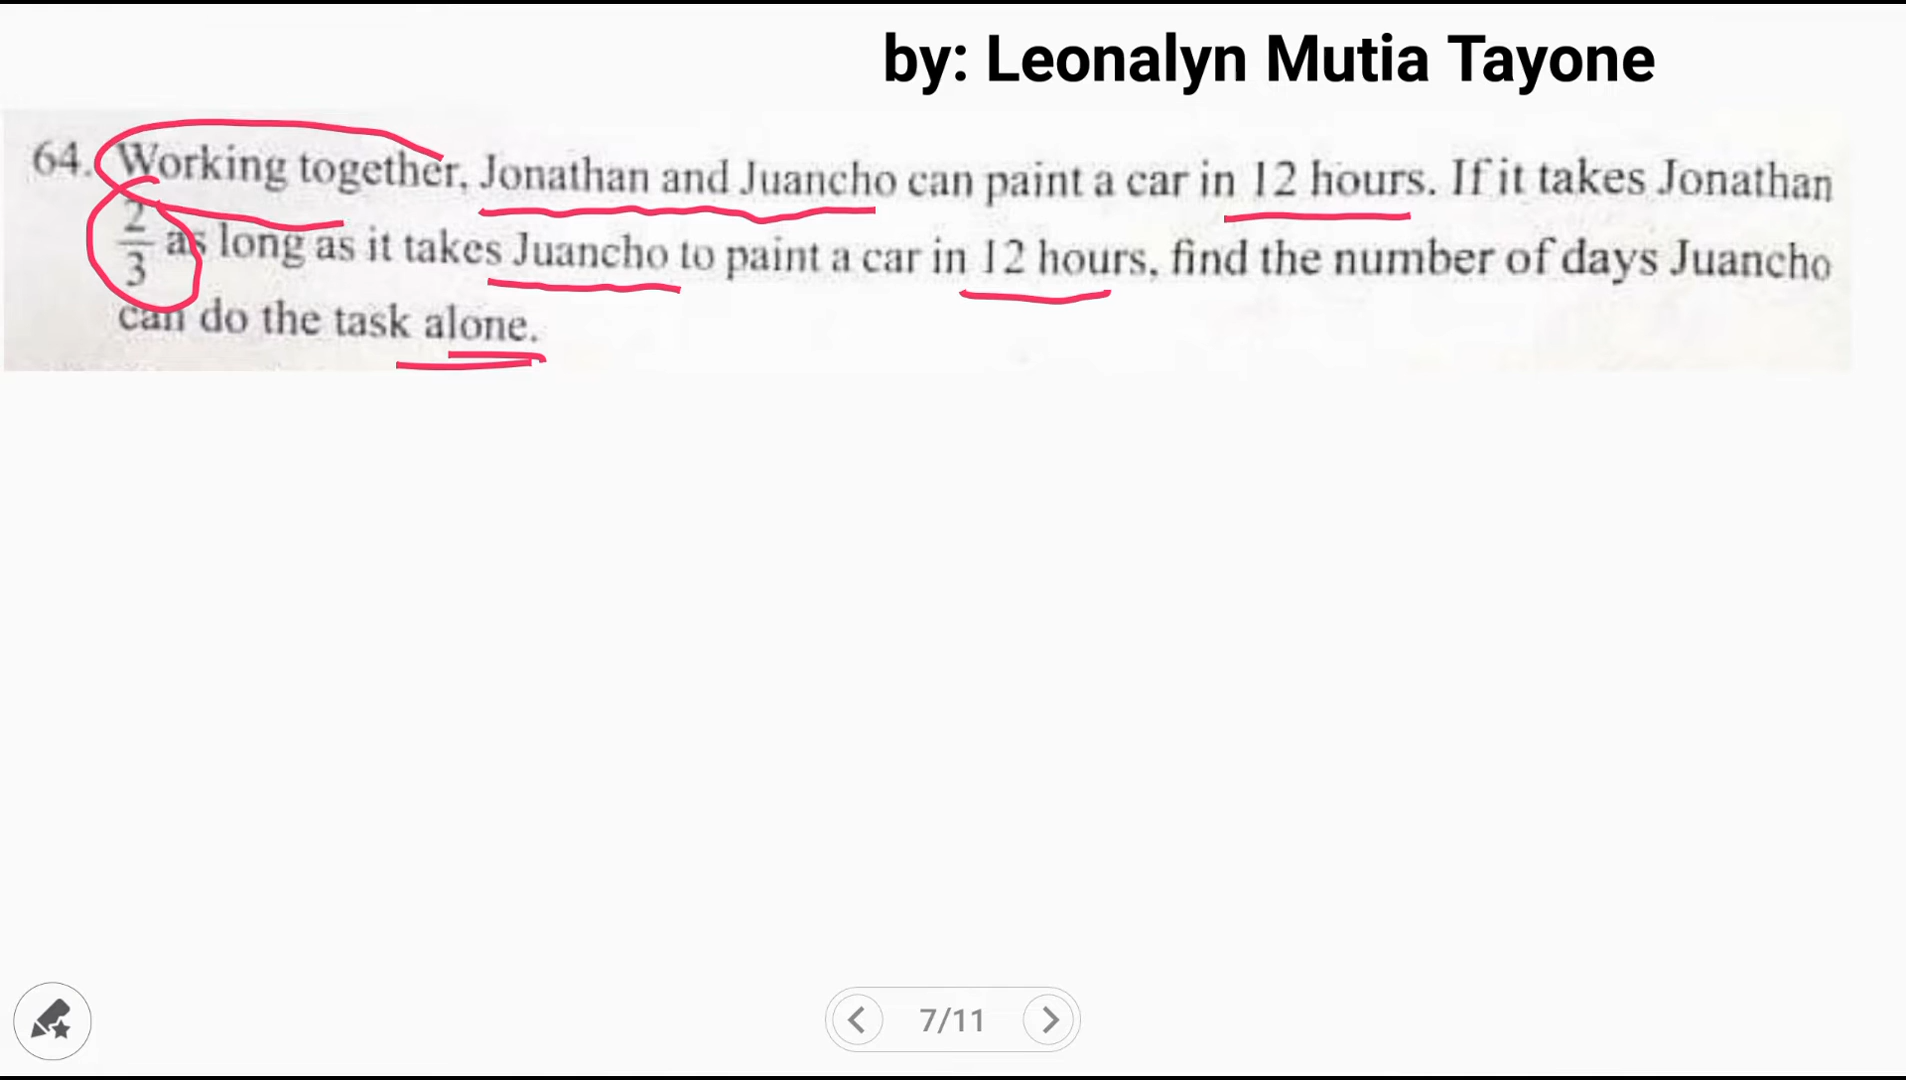 by: Leonalyn Mutia Tayone
64. Working together, Jonathan and Juancho can paint a car in 12 hours. If it takes Jonathan
2/3 as long as it takes Juancho to paint a car in 12 hours, find the number of days Juancho
can do the task alone.
7/11